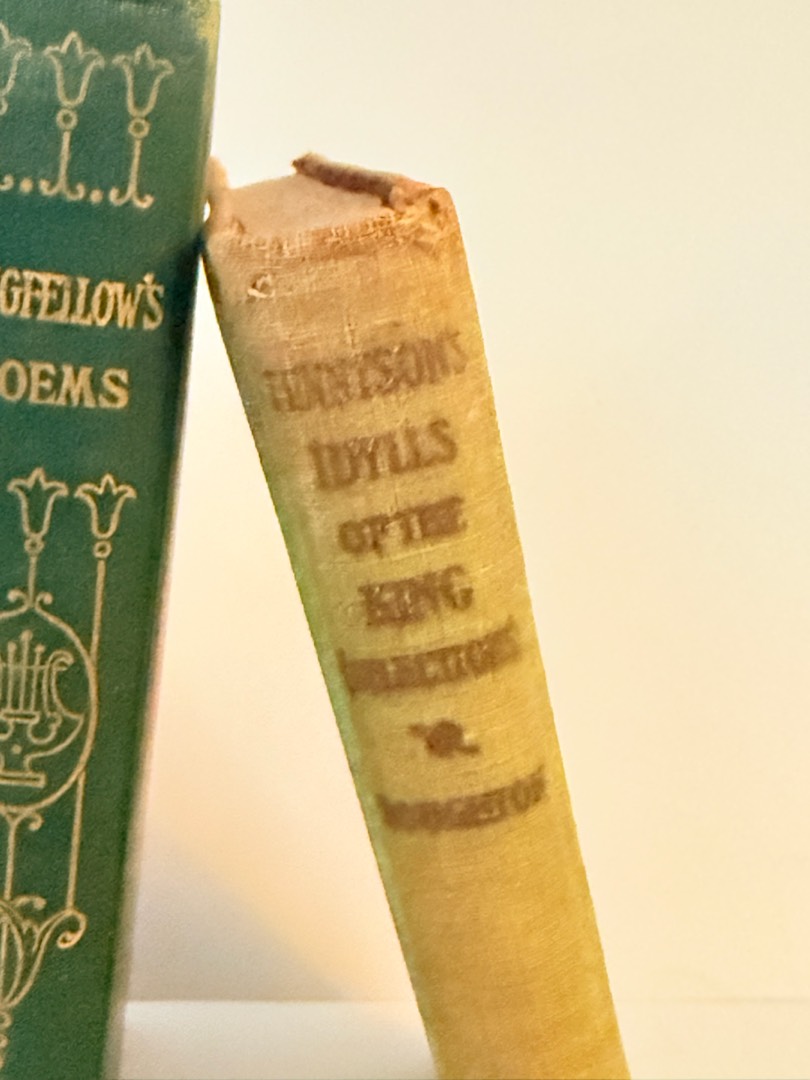 GFELLOW'S
OEMS
TENNYSON'S
IDYLLS
OF THE
KING